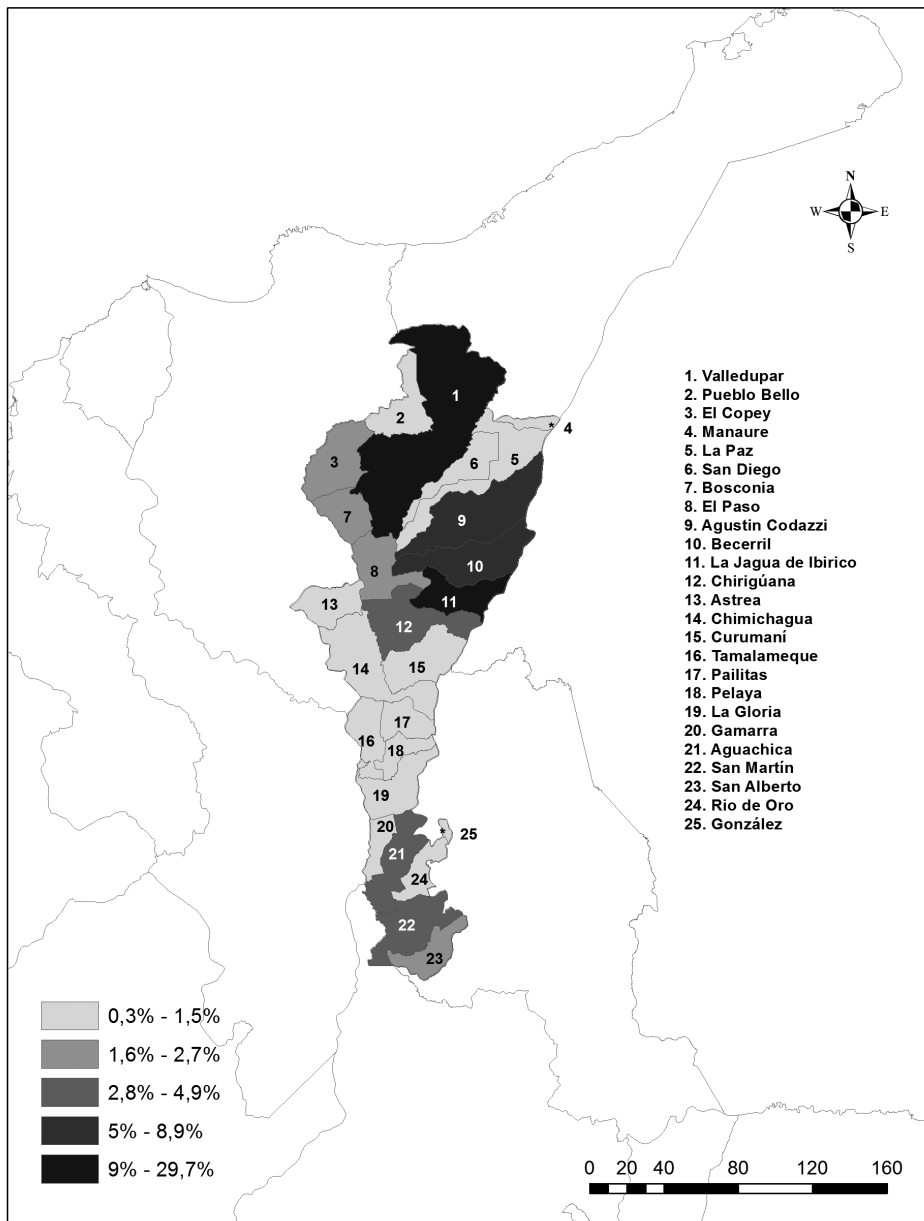 N
W E
S
1
2
3
4
5
6
7
8
9
10
11
12
13
14
15
16
17
18
19
20
21
22
23
24
25
*
*
1. Valledupar
2. Pueblo Bello
3. El Copey
4. Manaure
5. La Paz
6. San Diego
7. Bosconia
8. El Paso
9. Agustin Codazzi
10. Becerril
11. La Jagua de Ibirico
12. Chirigúana
13. Astrea
14. Chimichagua
15. Curumaní
16. Tamalameque
17. Pailitas
18. Pelaya
19. La Gloria
20. Gamarra
21. Aguachica
22. San Martín
23. San Alberto
24. Rio de Oro
25. González
0,3% - 1,5%
1,6% - 2,7%
2,8% - 4,9%
5% - 8,9%
9% - 29,7%
0 20 40 80 120 160